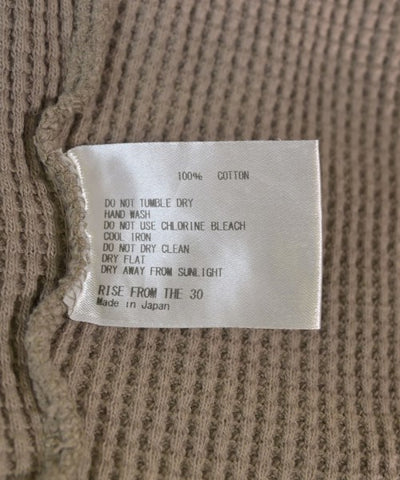 100% COTTON
DO NOT TUMBLE DRY
HAND WASH
DO NOT USE CHLORINE BLEACH
COOL IRON
DO NOT DRY CLEAN
DRY FLAT
DRY AWAY FROM SUNLIGHT
RISE FROM THE 30
Made in Japan